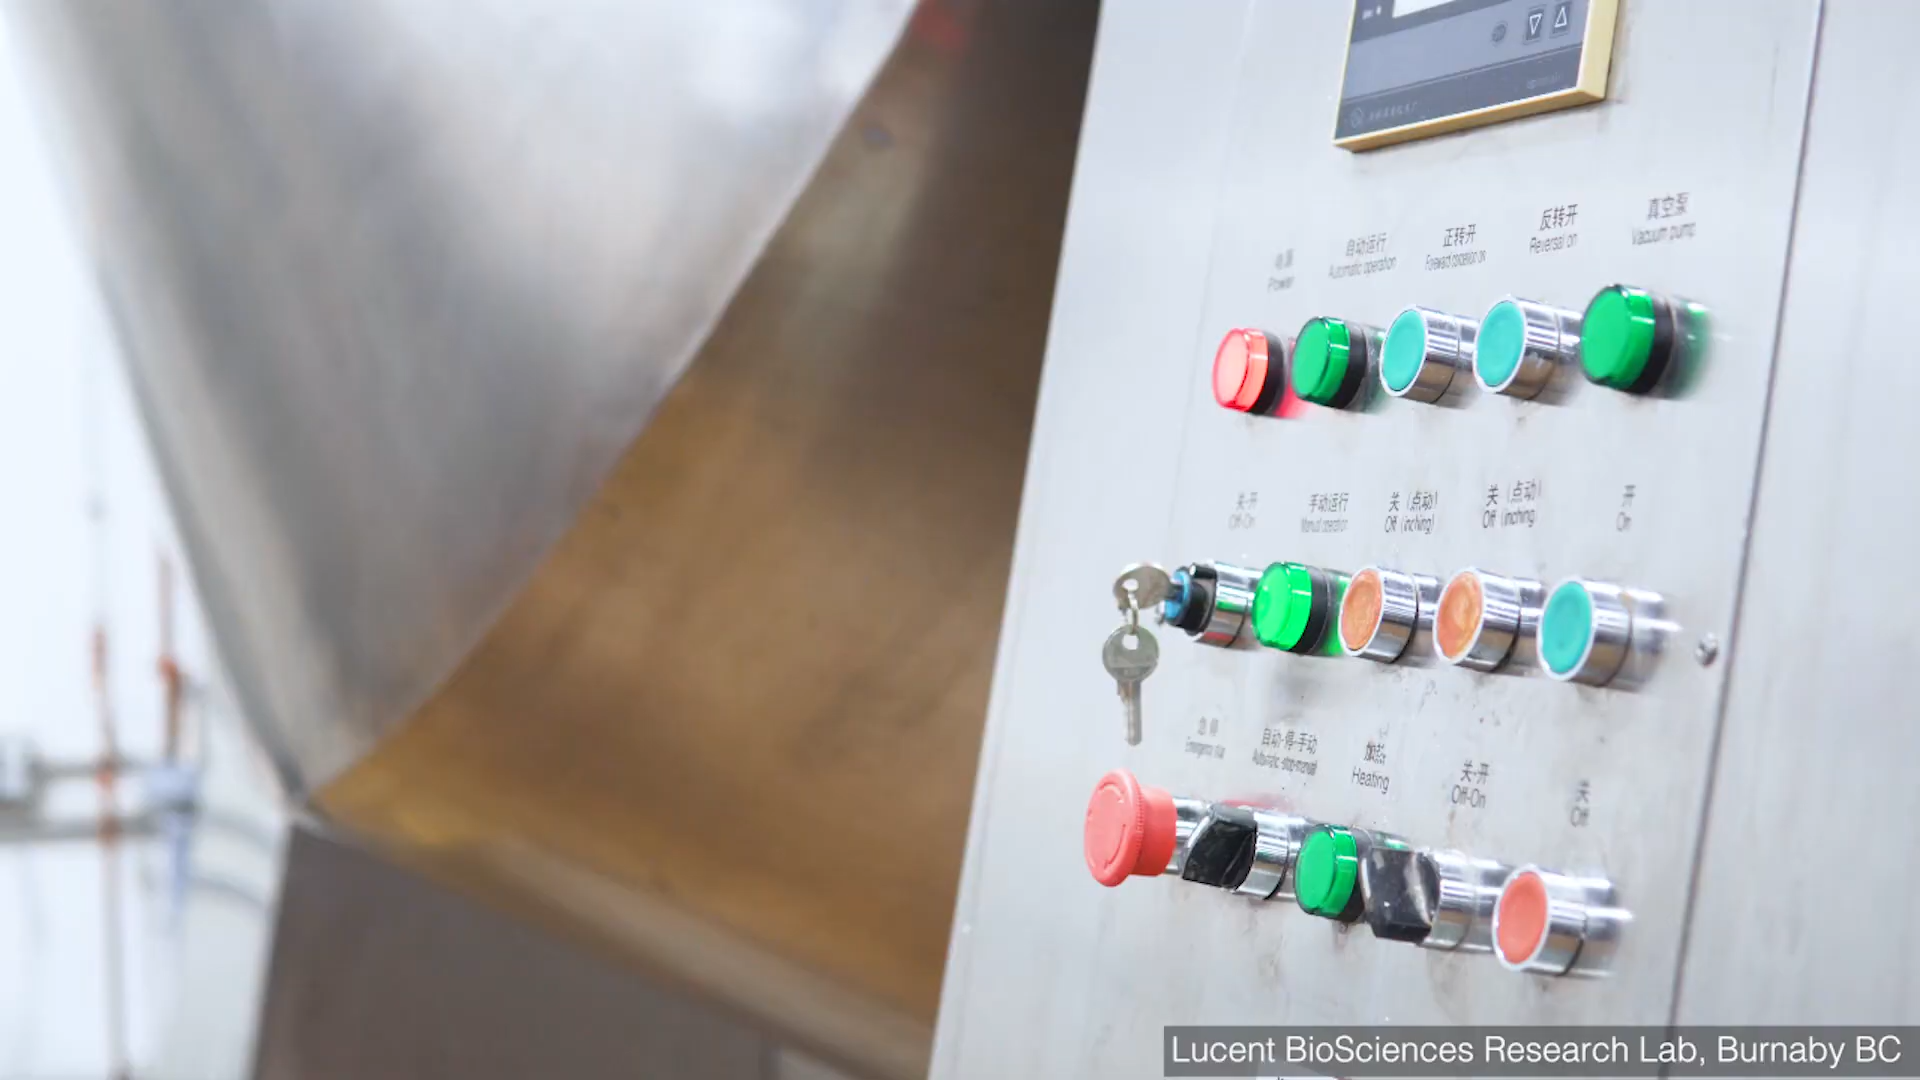 真空泵
Vacuum pump
反转开
Reversal on
正转开
Forward rotation on
自动运行
Automatic operation
电源
Power
关-开
Off-On
手动运行
Manual operation
关（点动）
Off (inching)
关（点动）
Off (inching)
开
On
急停
Emergency stop
自动-停-手动
Automatic -stop-manual
加热
Heating
关-开
Off-On
关
Off
Lucent BioSciences Research Lab, Burnaby BC